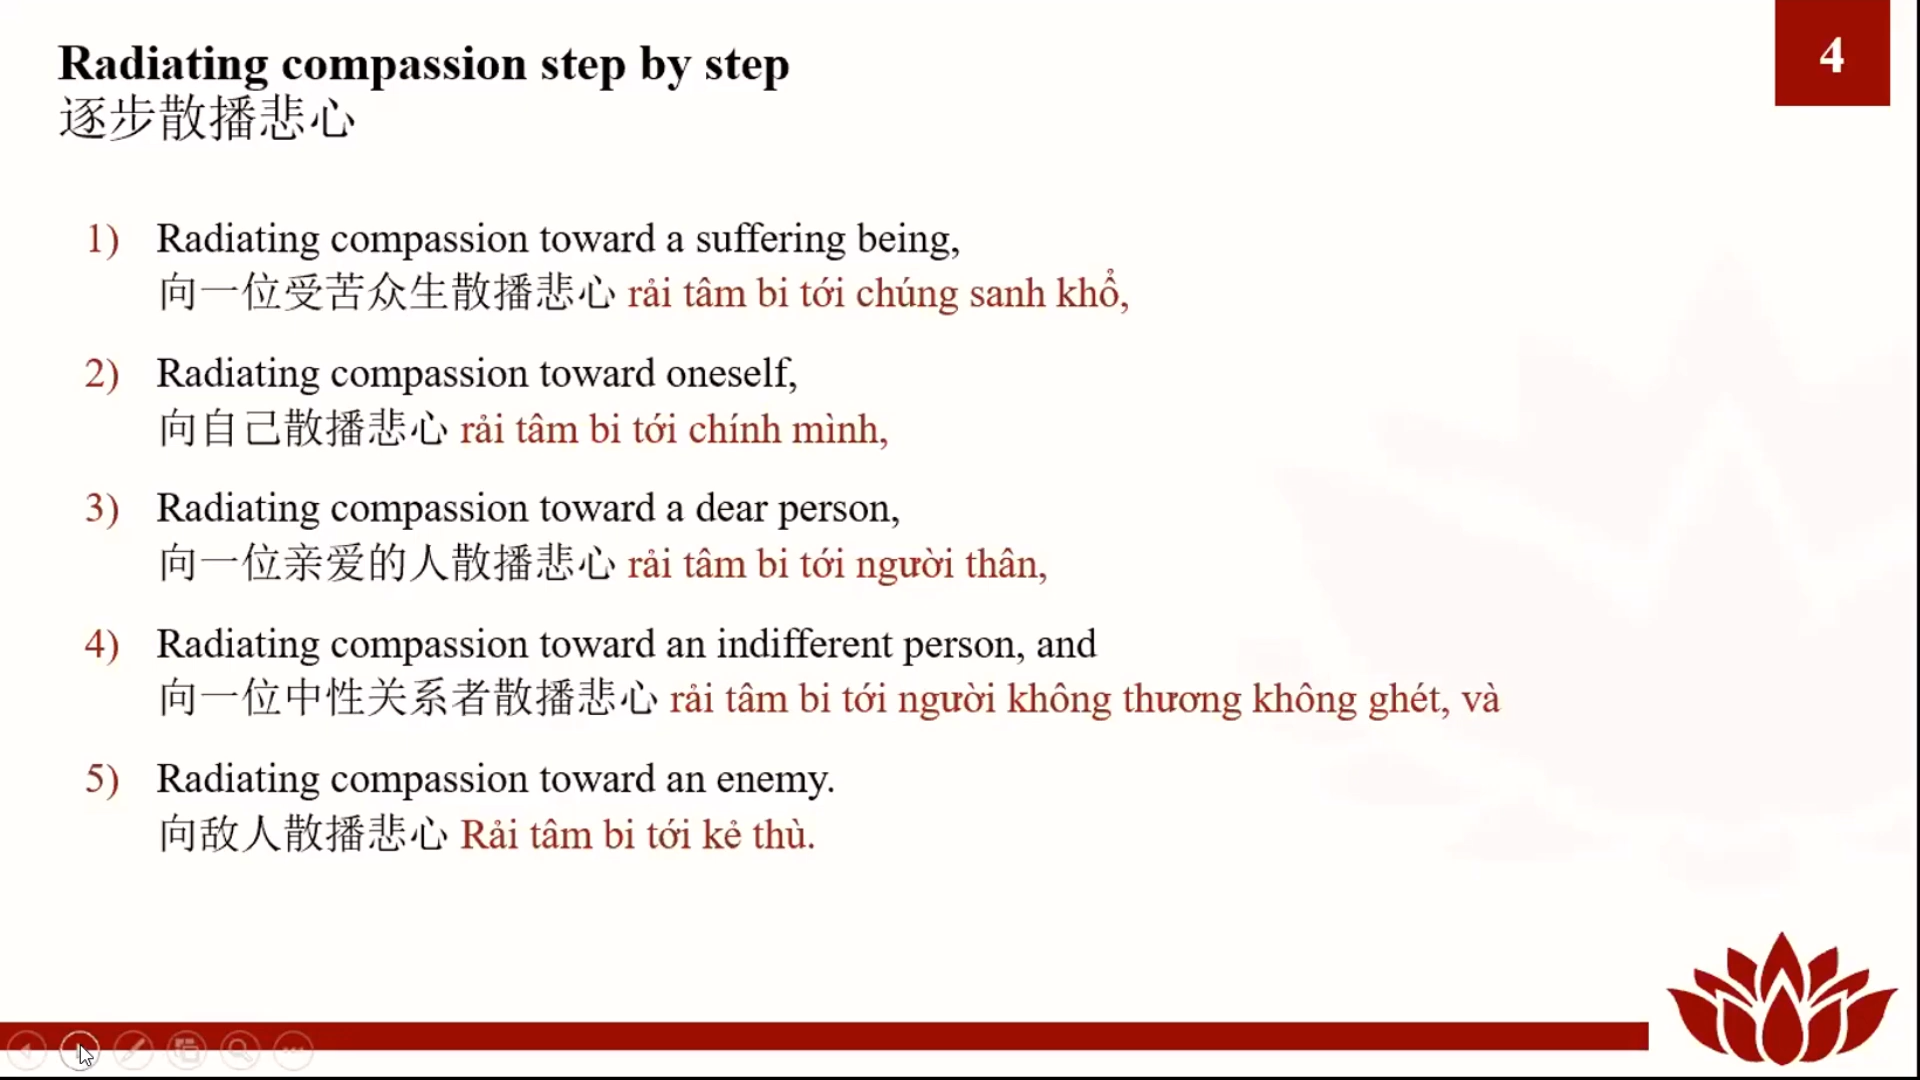 Radiating compassion step by step
逐步散播悲心
4
1) Radiating compassion toward a suffering being,
向一位受苦众生散播悲心 rải tâm bi tới chúng sanh khổ,
2) Radiating compassion toward oneself,
向自己散播悲心 rải tâm bi tới chính mình,
3) Radiating compassion toward a dear person,
向一位亲爱的人散播悲心 rải tâm bi tới người thân,
4) Radiating compassion toward an indifferent person, and
向一位中性关系者散播悲心 rải tâm bi tới người không thương không ghét, và
5) Radiating compassion toward an enemy.
向敌人散播悲心 Rải tâm bi tới kẻ thù.